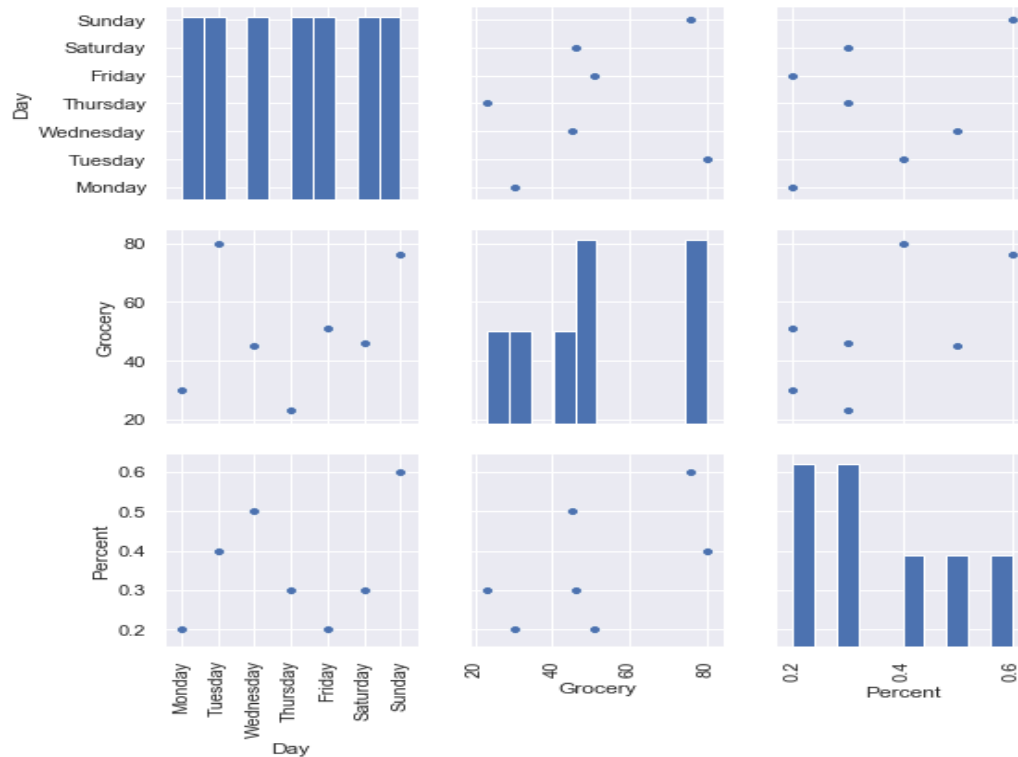 Sunday
Saturday
Friday
Thursday
Wednesday
Tuesday
Monday
Day
80
60
40
20
Grocery
0.6
0.5
0.4
0.3
0.2
Percent
Monday
Tuesday
Wednesday
Thursday
Friday
Saturday
Sunday
Day
20
40
60
80
Grocery
0.2
0.4
0.6
Percent